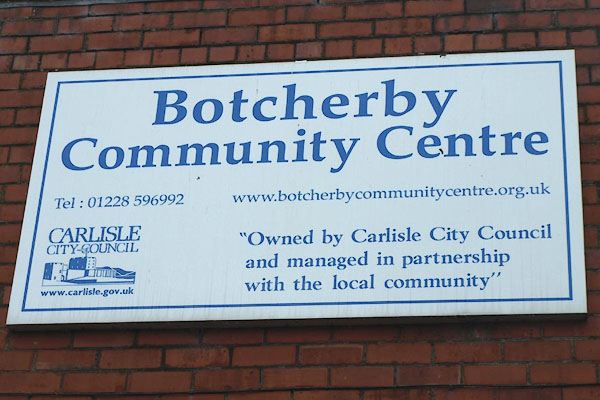 Botcherby
Community Centre
Tel : 01228 596992
www.botcherbycommunitycentre.org.uk
CARLISLE
CITY-COUNCIL
www.carlisle.gov.uk
"Owned by Carlisle City Council
and managed in partnership
with the local community"